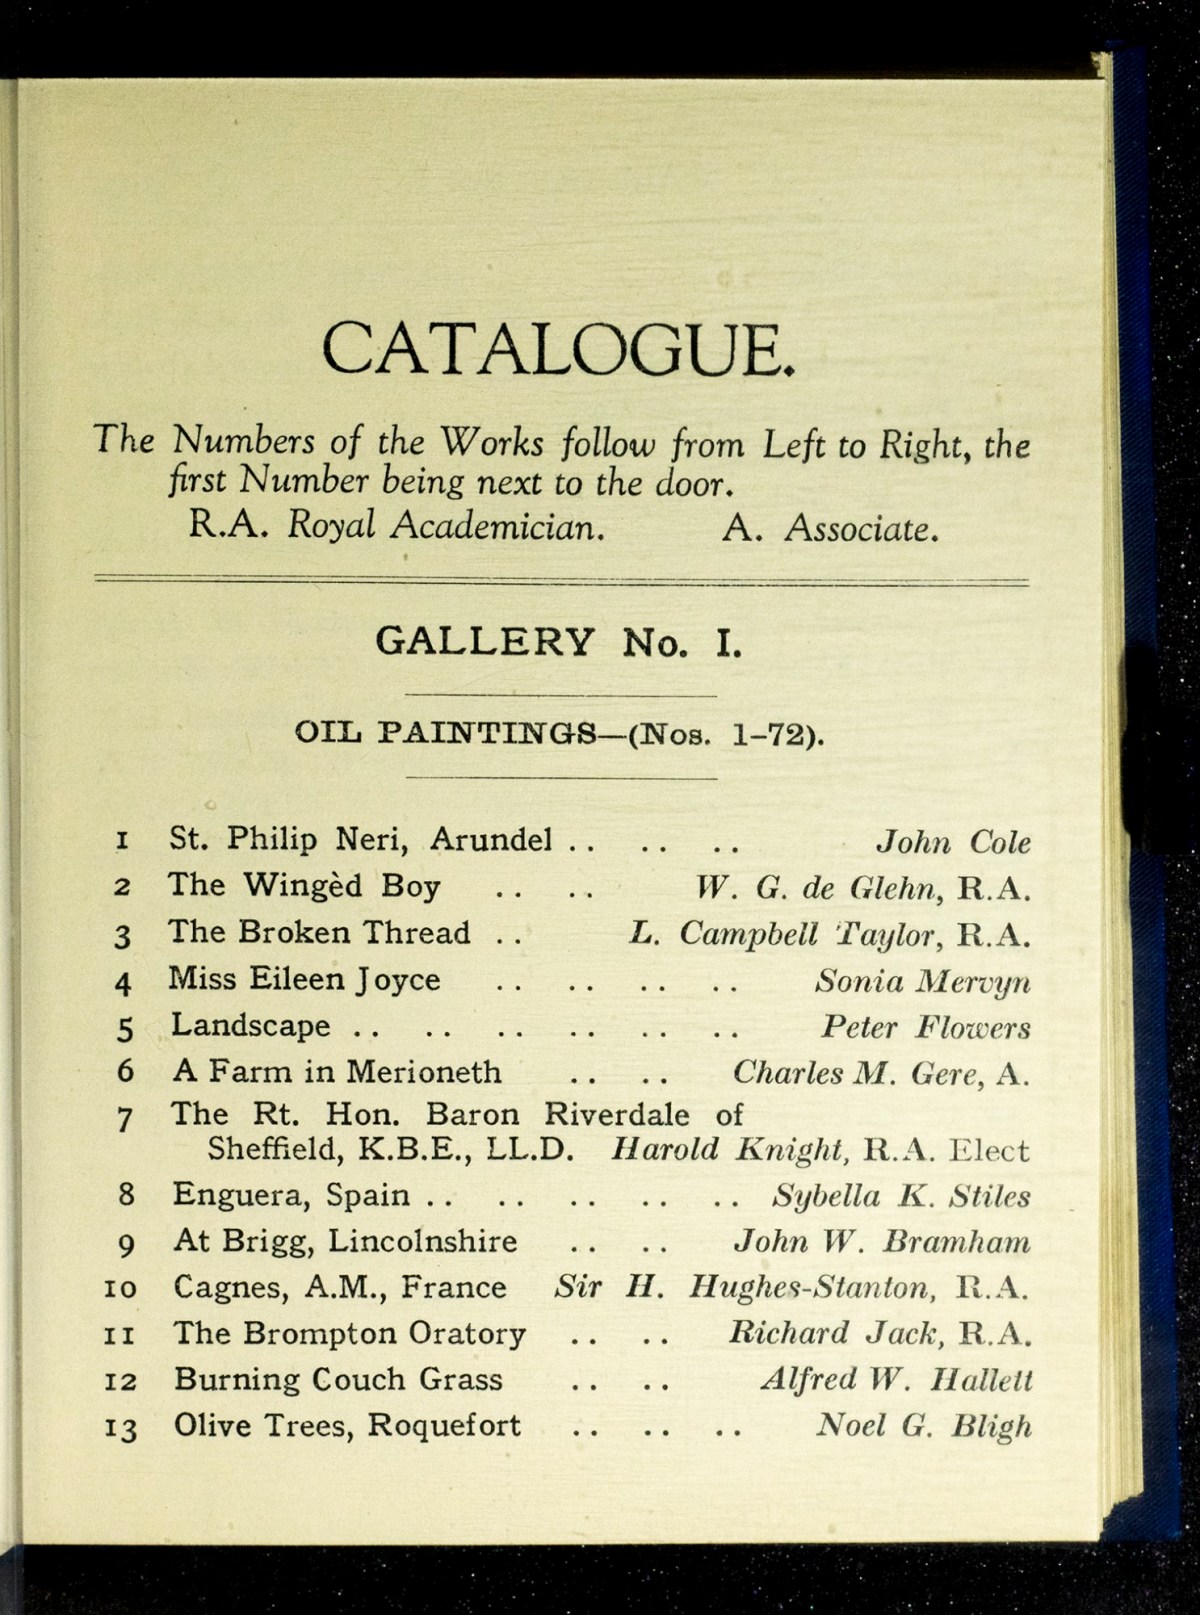 CATALOGUE.
The Numbers of the Works follow from Left to Right, the
first Number being next to the door.
R.A. Royal Academician. A. Associate.
GALLERY No. I.
OIL PAINTINGS—(Nos. 1–72).
1 St. Philip Neri, Arundel .. .. .. John Cole
2 The Wingèd Boy .. .. W. G. de Glehn, R.A.
3 The Broken Thread .. L. Campbell Taylor, R.A.
4 Miss Eileen Joyce .. .. .. .. Sonia Mervyn
5 Landscape .. .. .. .. .. .. Peter Flowers
6 A Farm in Merioneth .. .. Charles M. Gere, A.
7 The Rt. Hon. Baron Riverdale of
Sheffield, K.B.E., LL.D. Harold Knight, R.A. Elect
8 Enguera, Spain .. .. .. .. .. Sybella K. Stiles
9 At Brigg, Lincolnshire .. .. John W. Bramham
10 Cagnes, A.M., France Sir H. Hughes-Stanton, R.A.
11 The Brompton Oratory .. .. Richard Jack, R.A.
12 Burning Couch Grass .. .. Alfred W. Hallett
13 Olive Trees, Roquefort .. .. .. Noel G. Bligh